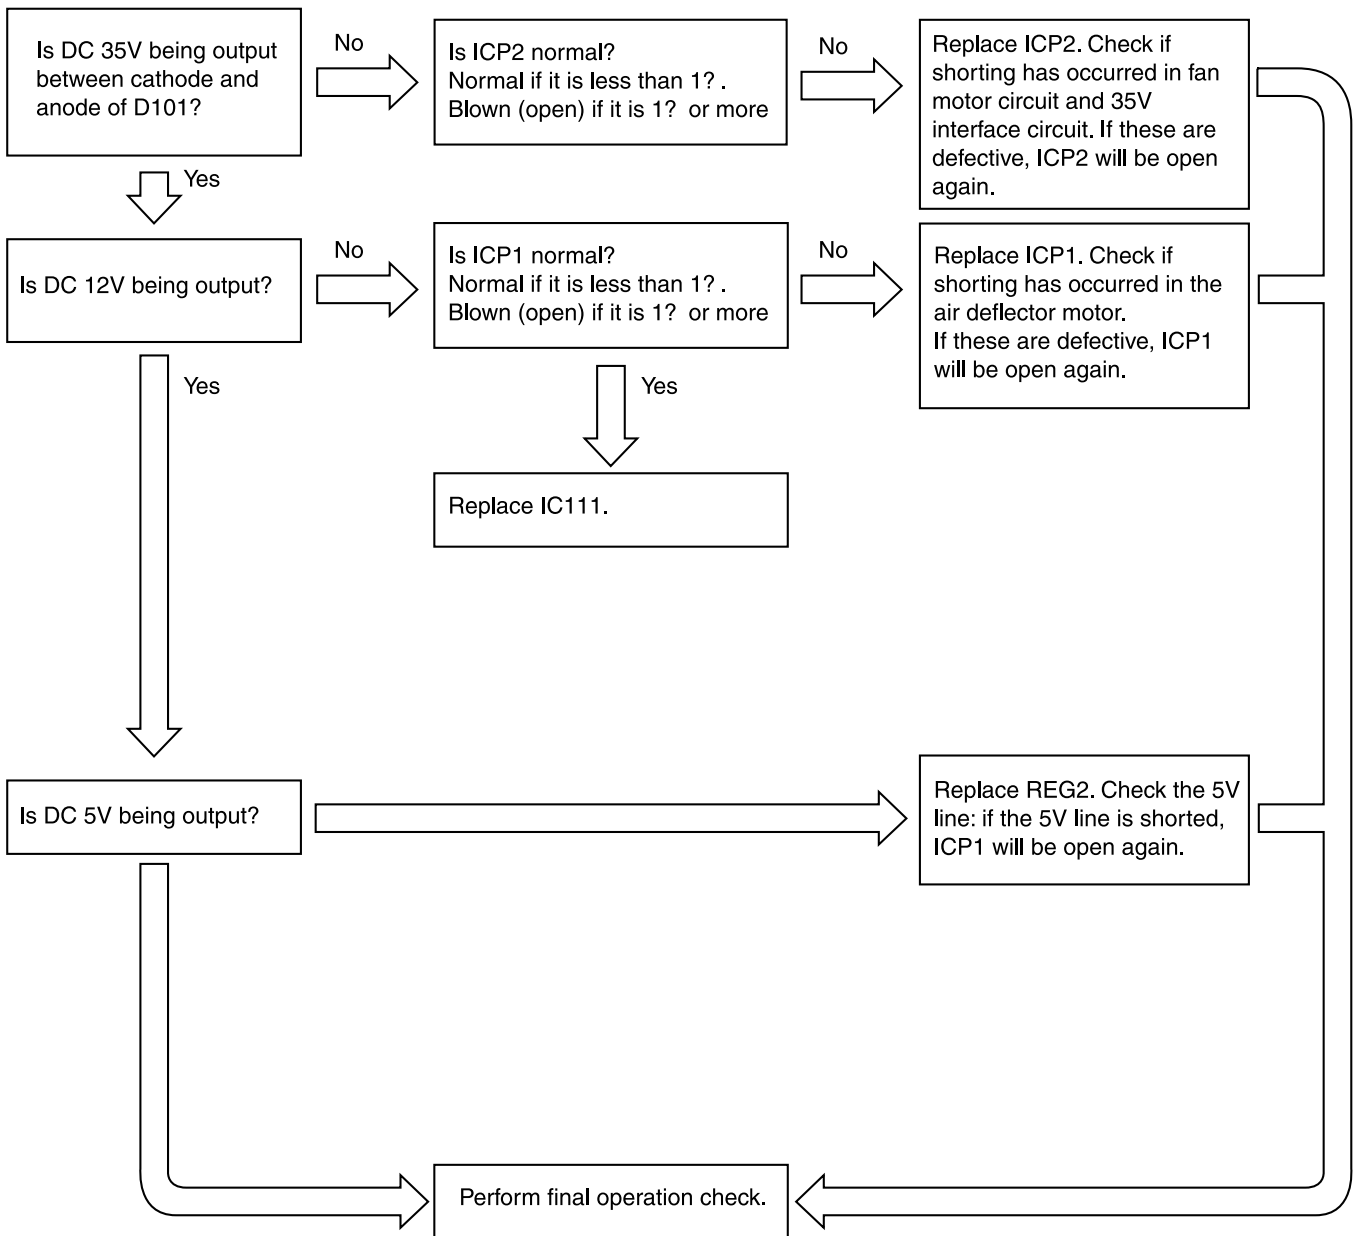 Is DC 35V being output
between cathode and
anode of D101?
No
Is ICP2 normal?
Normal if it is less than 1? .
Blown (open) if it is 1? or more
No
Replace ICP2. Check if
shorting has occurred in fan
motor circuit and 35V
interface circuit. If these are
defective, ICP2 will be open
again.
Yes
Is DC 12V being output?
No
Is ICP1 normal?
Normal if it is less than 1? .
Blown (open) if it is 1? or more
No
Replace ICP1. Check if
shorting has occurred in the
air deflector motor.
If these are defective, ICP1
will be open again.
Yes
Yes
Replace IC111.
Is DC 5V being output?
Replace REG2. Check the 5V
line: if the 5V line is shorted,
ICP1 will be open again.
Perform final operation check.